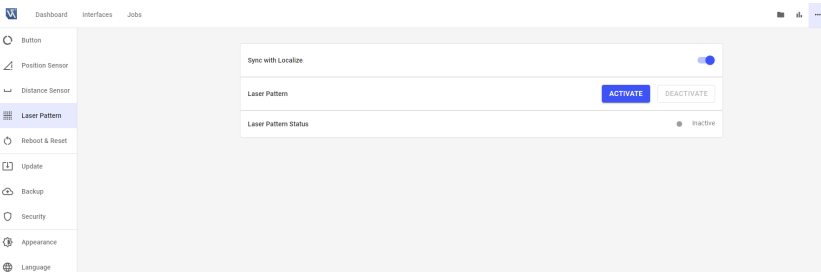 Dashboard Interfaces Jobs
Button
Position Sensor
Distance Sensor
Laser Pattern
Reboot & Reset
Update
Backup
Security
Appearance
Language
Sync with Localize
Laser Pattern ACTIVATE DEACTIVATE
Laser Pattern Status Inactive